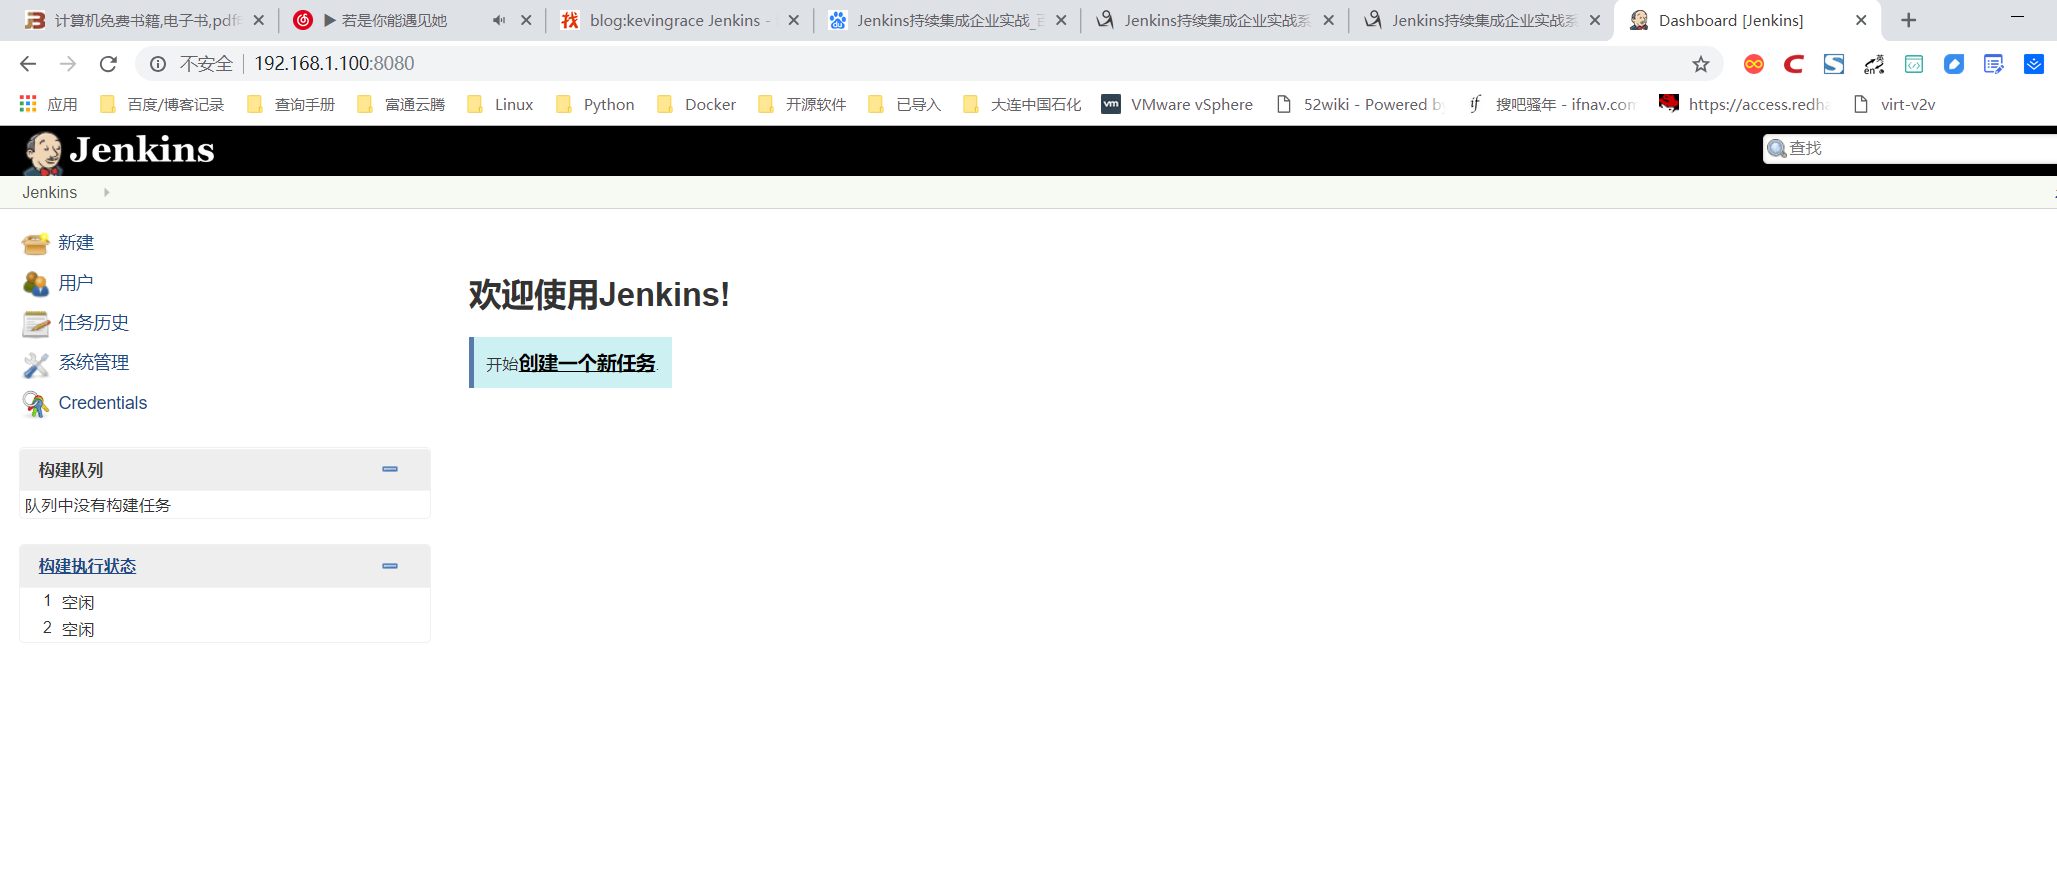 计算机免费书籍,电子书,pdf
▶ 若是你能遇见她
blog:kevingrace Jenkins -
Jenkins持续集成企业实战_
Jenkins持续集成企业实战系
Jenkins持续集成企业实战系
Dashboard [Jenkins]
不安全 192.168.1.100:8080
应用 百度/博客记录 查询手册 富通云腾 Linux Python Docker 开源软件 已导入 大连中国石化 VMware vSphere 52wiki - Powered by 搜吧骚年 - ifnav.com https://access.redha virt-v2v
Jenkins
查找
Jenkins
新建
用户
任务历史
系统管理
Credentials
欢迎使用Jenkins!
开始创建一个新任务.
构建队列
队列中没有构建任务
构建执行状态
1 空闲
2 空闲